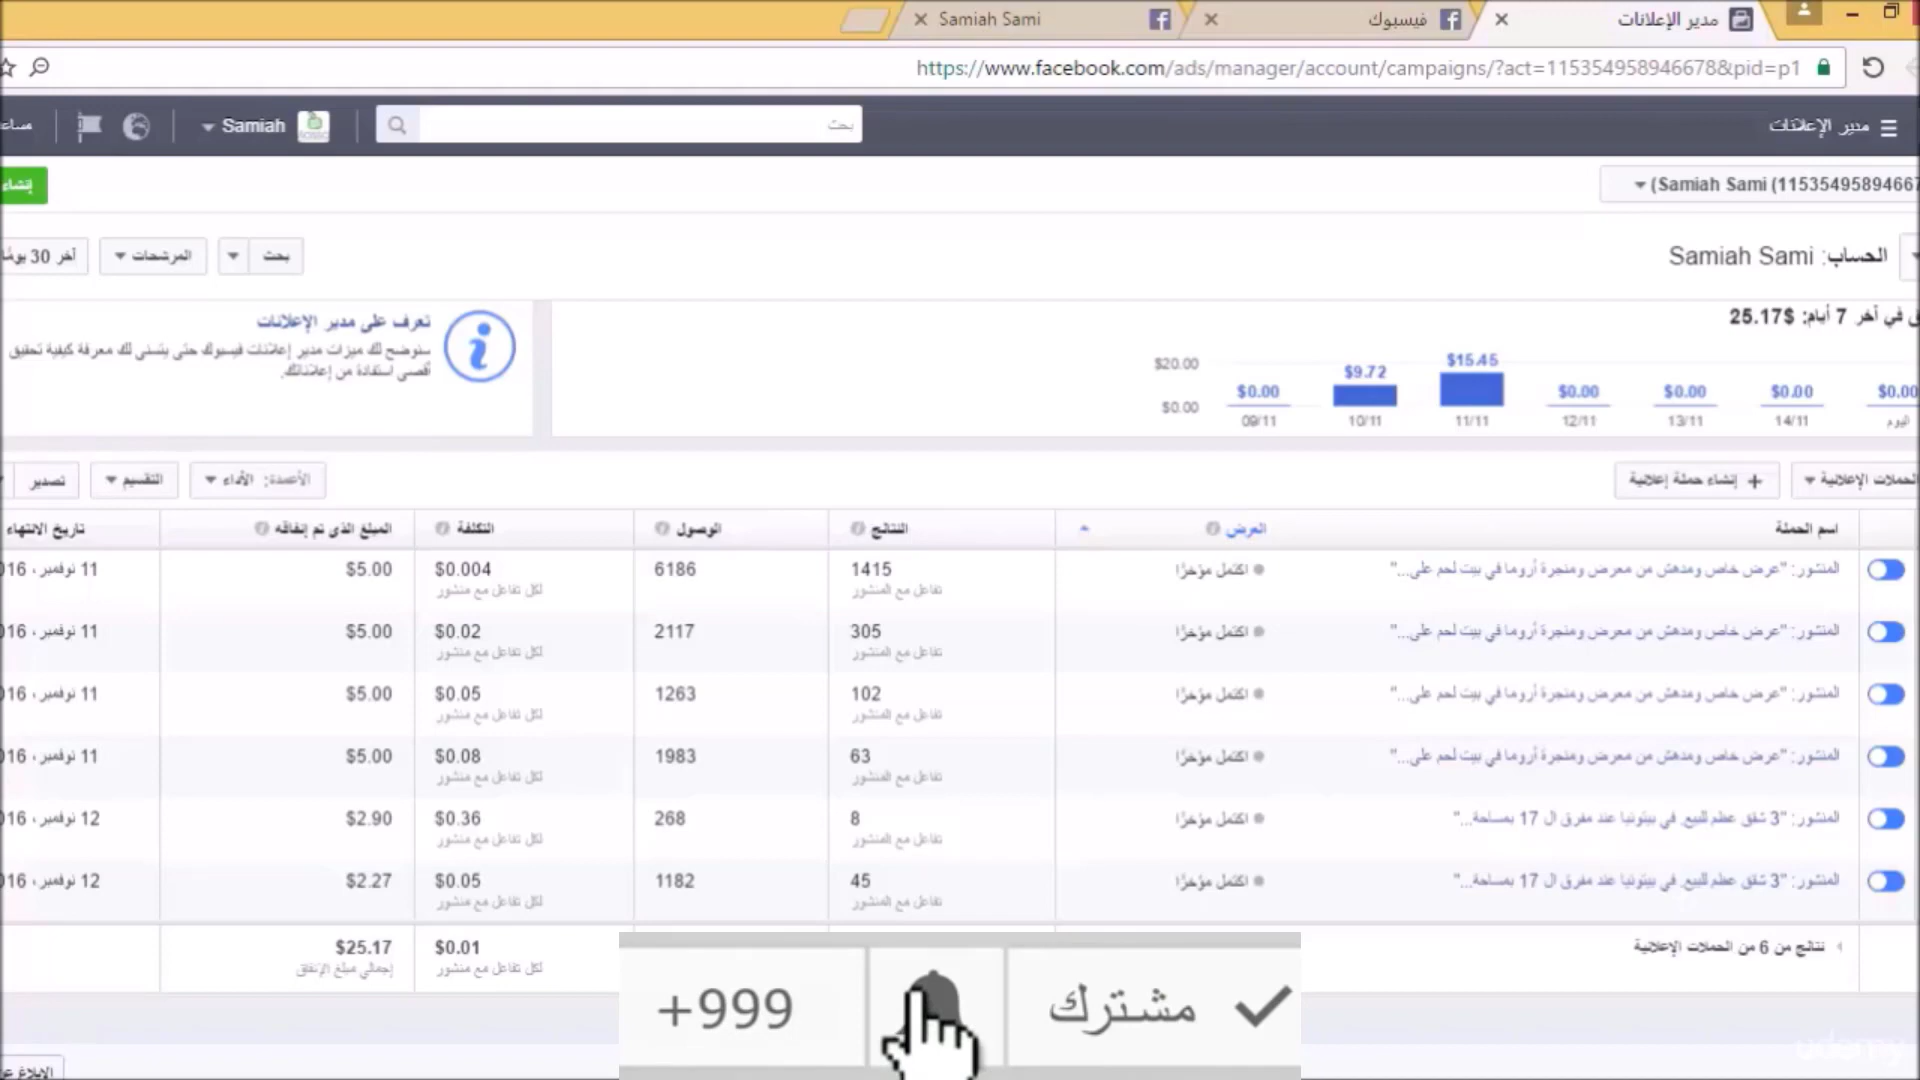 مدير الإعلانات
فيسبوك
Samiah Sami
https://www.facebook.com/ads/manager/account/campaigns/?act=115354958946678&pid=p1
مدير الإعلانات
بحث
Samiah
Samiah Sami (11535495894667
إنشاء
الحساب: Samiah Sami
بحث
المرشحات
آخر 30 يومًا
في آخر 7 أيام: $25.17
$20.00
$0.00
$0.00 $9.72 $15.45 $0.00 $0.00 $0.00 $0.00
09/11 10/11 11/11 12/11 13/11 14/11 اليوم
تعرف على مدير الإعلانات
سنوضح لك ميزات مدير إعلانات فيسبوك حتى يتسنى لك معرفة كيفية تحقيق
أقصى استفادة من إعلاناتك.
الحملات الإعلانية
+ إنشاء حملة إعلانية
الأعمدة: الأداء
التقسيم
تصدير
اسم الحملة العرض النتائج الوصول التكلفة المبلغ الذي تم إنفاقه تاريخ الانتهاء
المنشور: "عرض خاص ومدهش من معرض ومنجرة أروما في بيت لحم على..." اكتمل مؤخرًا 1415 6186 $0.004 $5.00 11 نوفمبر، 16
تفاعل مع المنشور لكل تفاعل مع منشور
المنشور: "عرض خاص ومدهش من معرض ومنجرة أروما في بيت لحم على..." اكتمل مؤخرًا 305 2117 $0.02 $5.00 11 نوفمبر، 16
تفاعل مع المنشور لكل تفاعل مع منشور
المنشور: "عرض خاص ومدهش من معرض ومنجرة أروما في بيت لحم على..." اكتمل مؤخرًا 102 1263 $0.05 $5.00 11 نوفمبر، 16
تفاعل مع المنشور لكل تفاعل مع منشور
المنشور: "عرض خاص ومدهش من معرض ومنجرة أروما في بيت لحم على..." اكتمل مؤخرًا 63 1983 $0.08 $5.00 11 نوفمبر، 16
تفاعل مع المنشور لكل تفاعل مع منشور
المنشور: "3 شقق عظم للبيع في بيتونيا عند مفرق ال 17 بمساحة..." اكتمل مؤخرًا 8 268 $0.36 $2.90 12 نوفمبر، 16
تفاعل مع المنشور لكل تفاعل مع منشور
المنشور: "3 شقق عظم للبيع في بيتونيا عند مفرق ال 17 بمساحة..." اكتمل مؤخرًا 45 1182 $0.05 $2.27 12 نوفمبر، 16
تفاعل مع المنشور لكل تفاعل مع منشور
نتائج من 6 من الحملات الإعلانية $0.01 $25.17
لكل تفاعل مع منشور إجمالي مبلغ الإنفاق
مشترك
+999
الإبلاغ
udemy